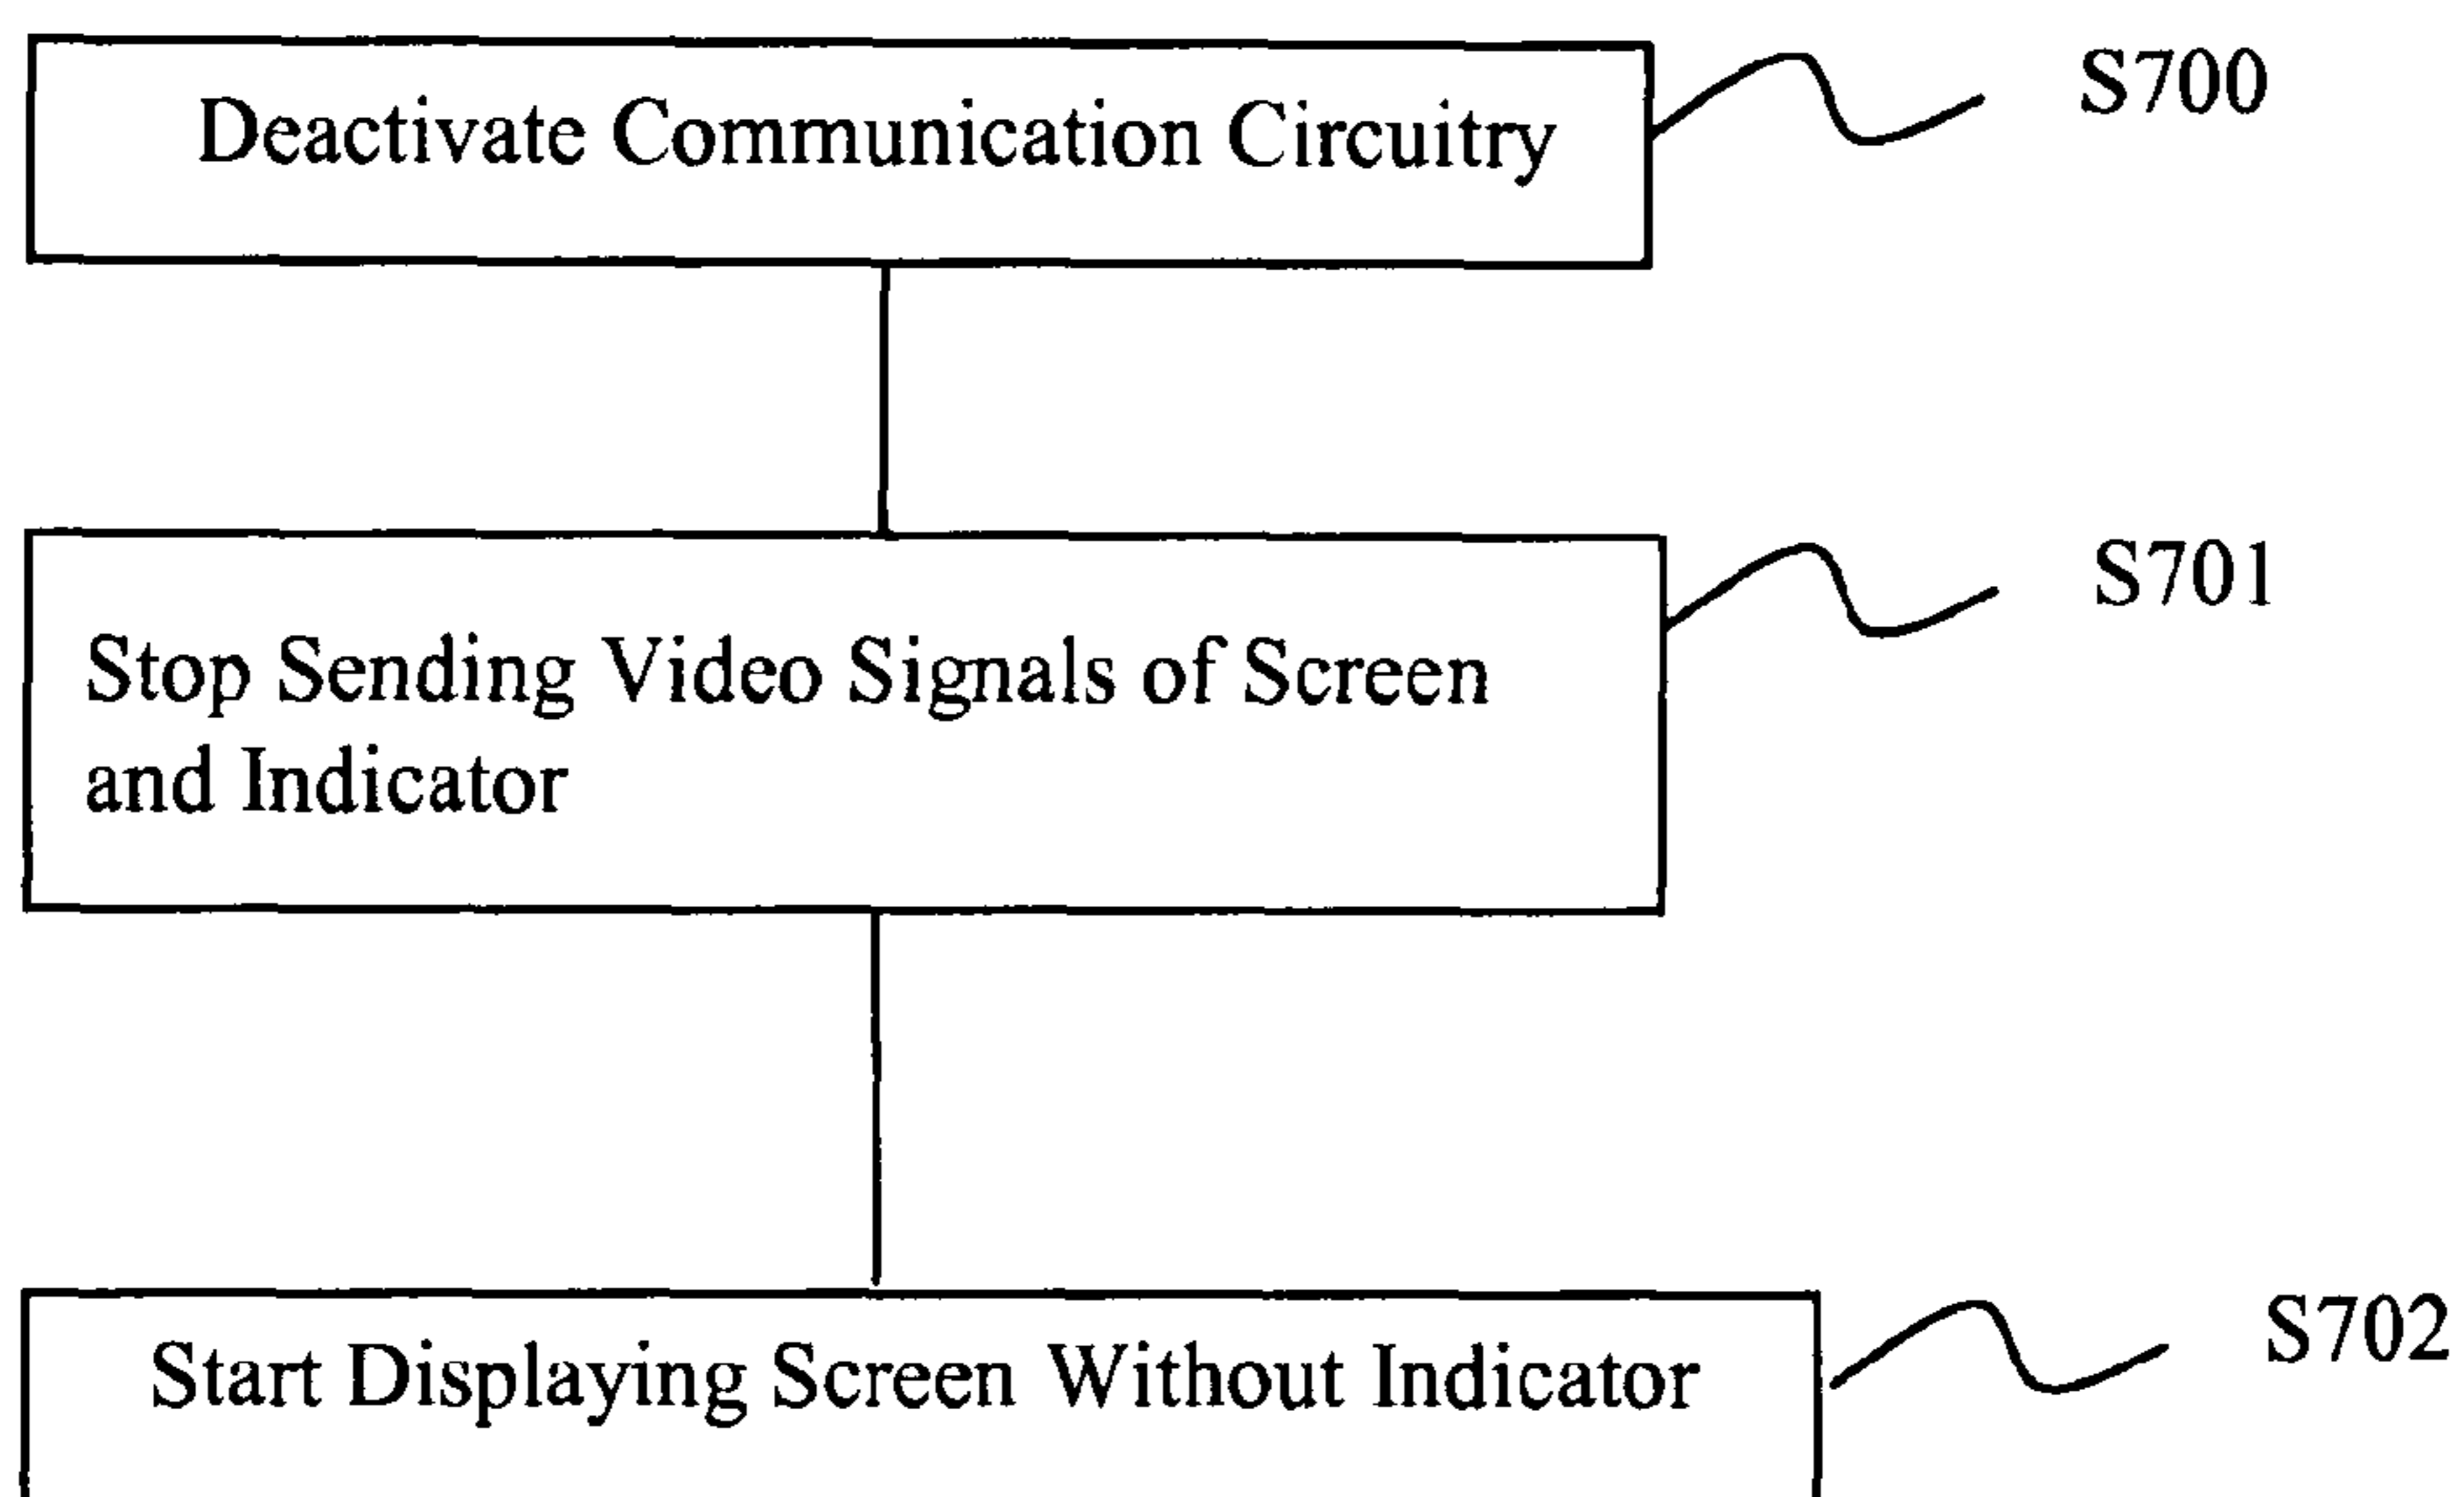 Deactivate Communication Circuitry
S700
Stop Sending Video Signals of Screen
and Indicator
S701
Start Displaying Screen Without Indicator
S702